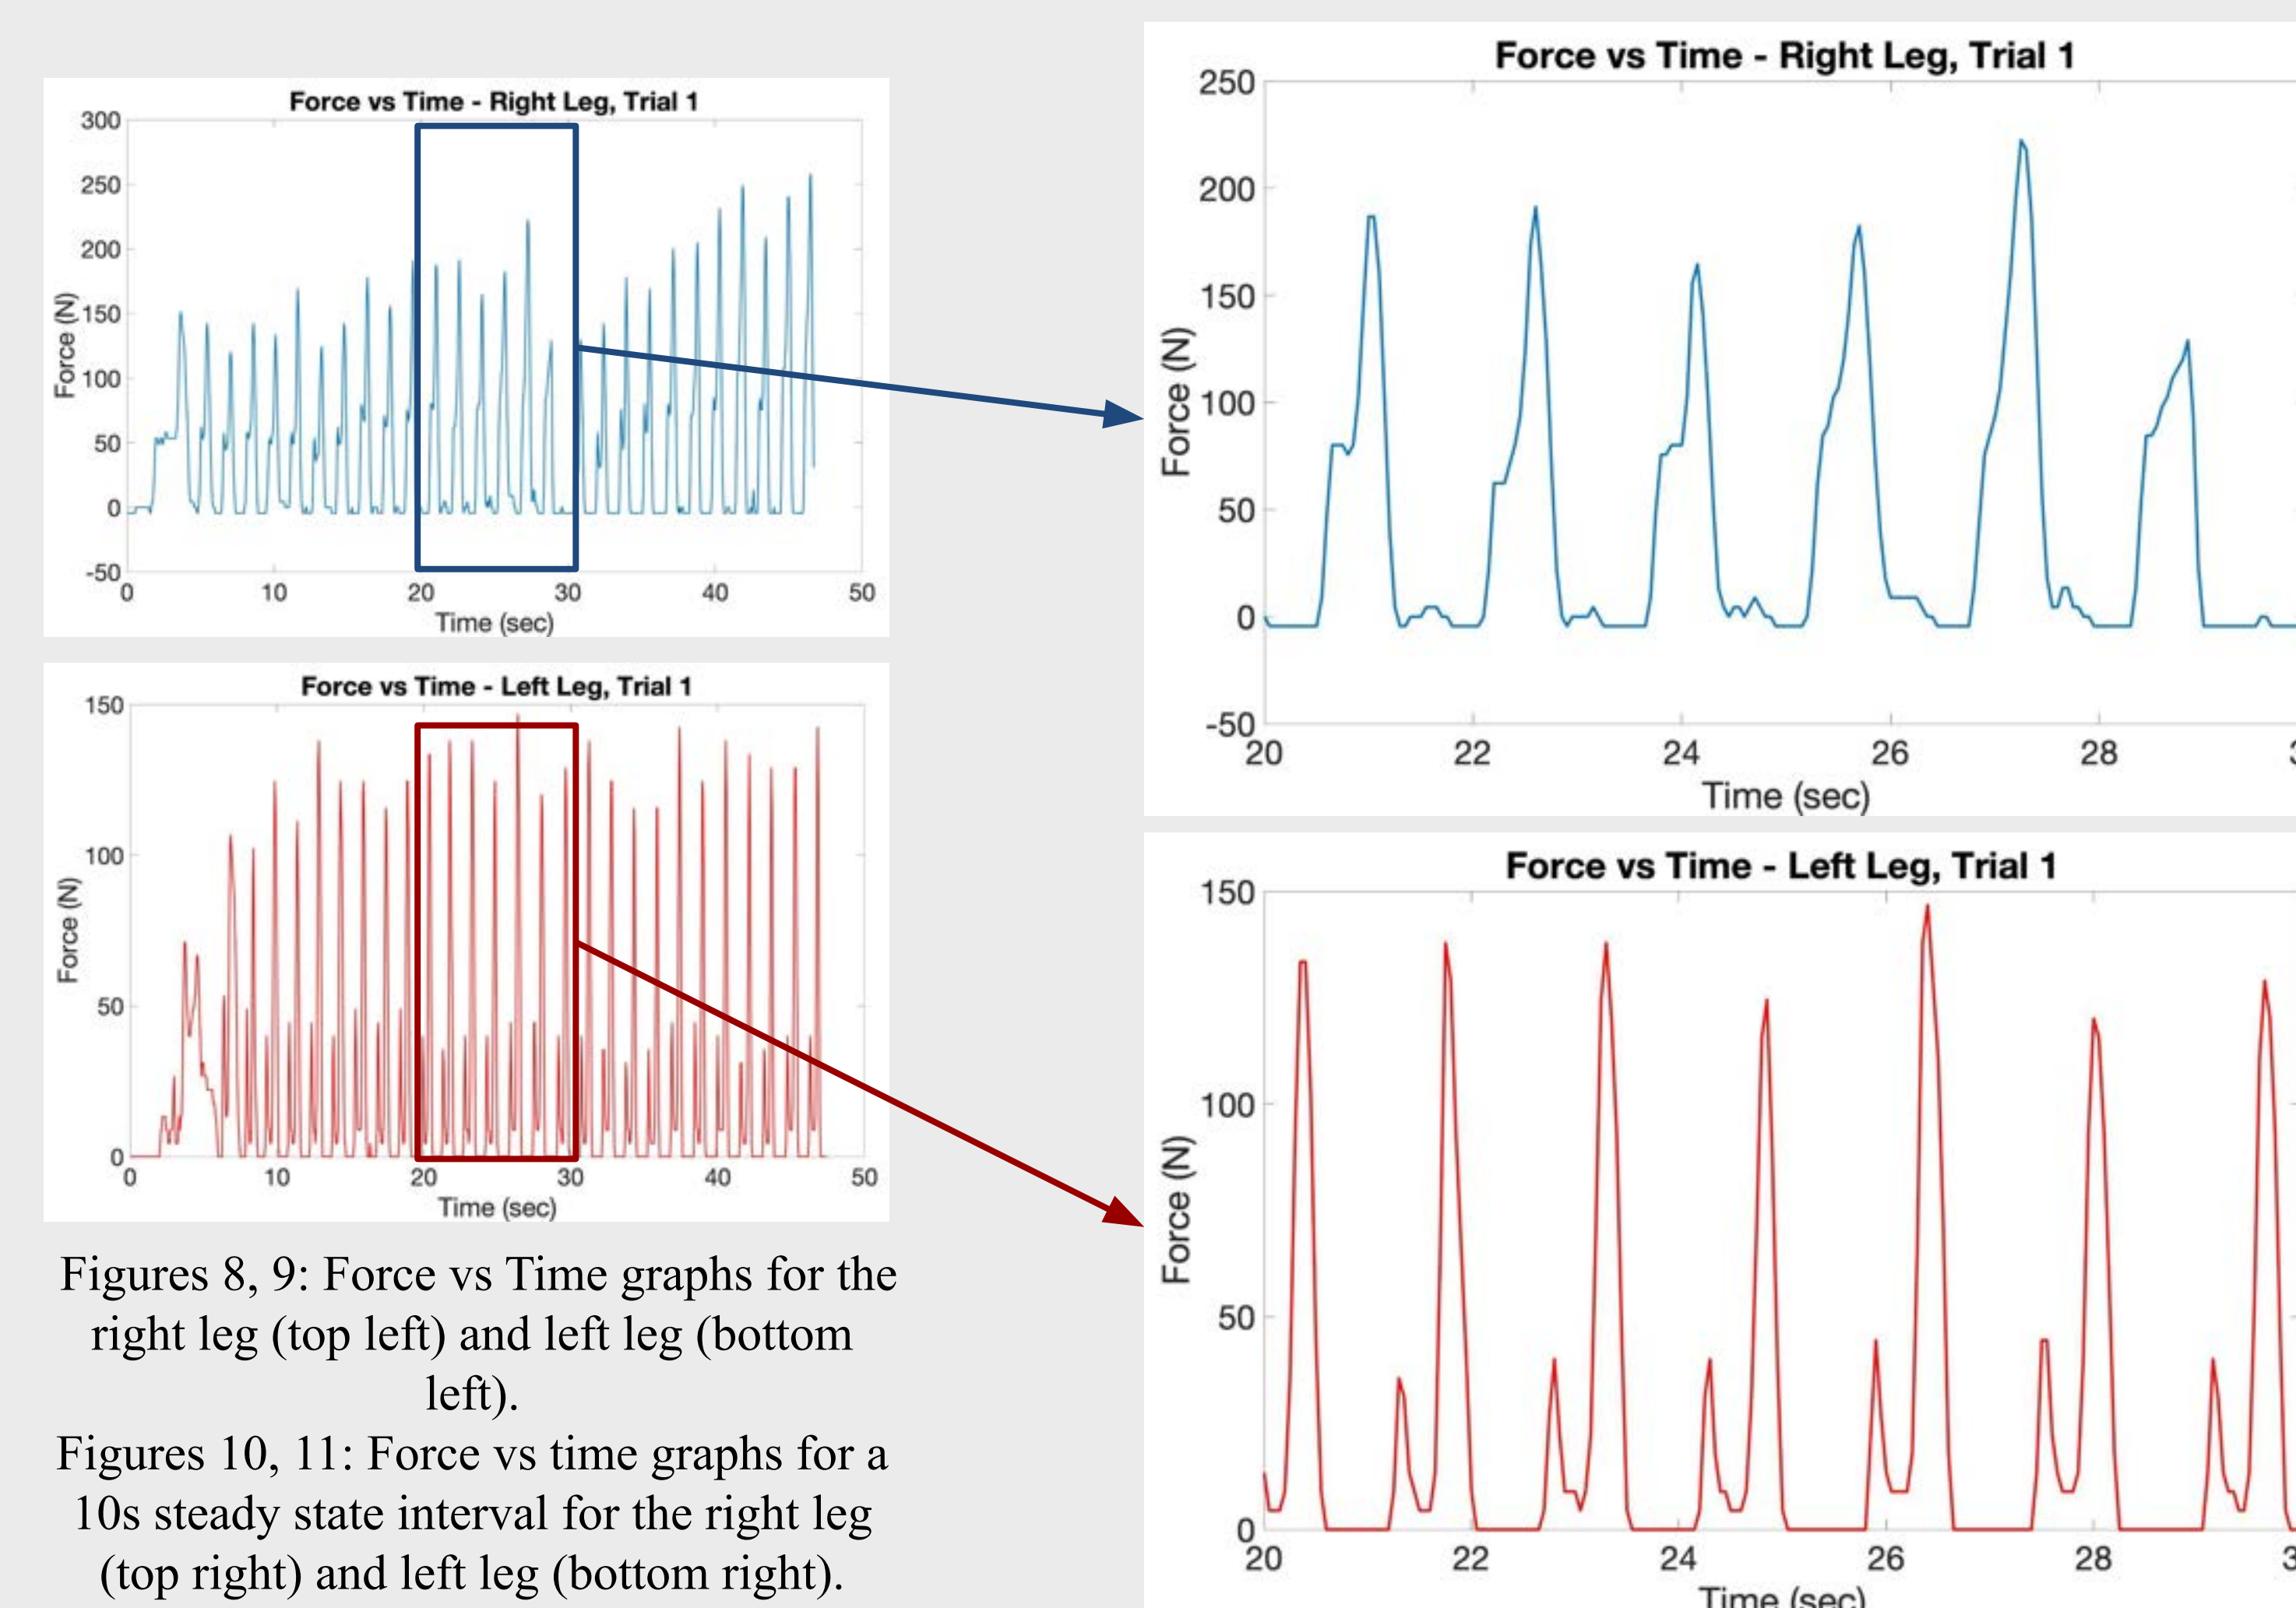 Force vs Time - Right Leg, Trial 1
300
250
200
150
100
50
0
-50
Force (N)
0 10 20 30 40 50
Time (sec)
Force vs Time - Left Leg, Trial 1
150
100
50
0
Force (N)
0 10 20 30 40 50
Time (sec)
Figures 8, 9: Force vs Time graphs for the
right leg (top left) and left leg (bottom
left).
Figures 10, 11: Force vs time graphs for a
10s steady state interval for the right leg
(top right) and left leg (bottom right).
Force vs Time - Right Leg, Trial 1
250
200
150
100
50
0
-50
Force (N)
20 22 24 26 28
Time (sec)
Force vs Time - Left Leg, Trial 1
150
100
50
0
Force (N)
20 22 24 26 28
Time (sec)